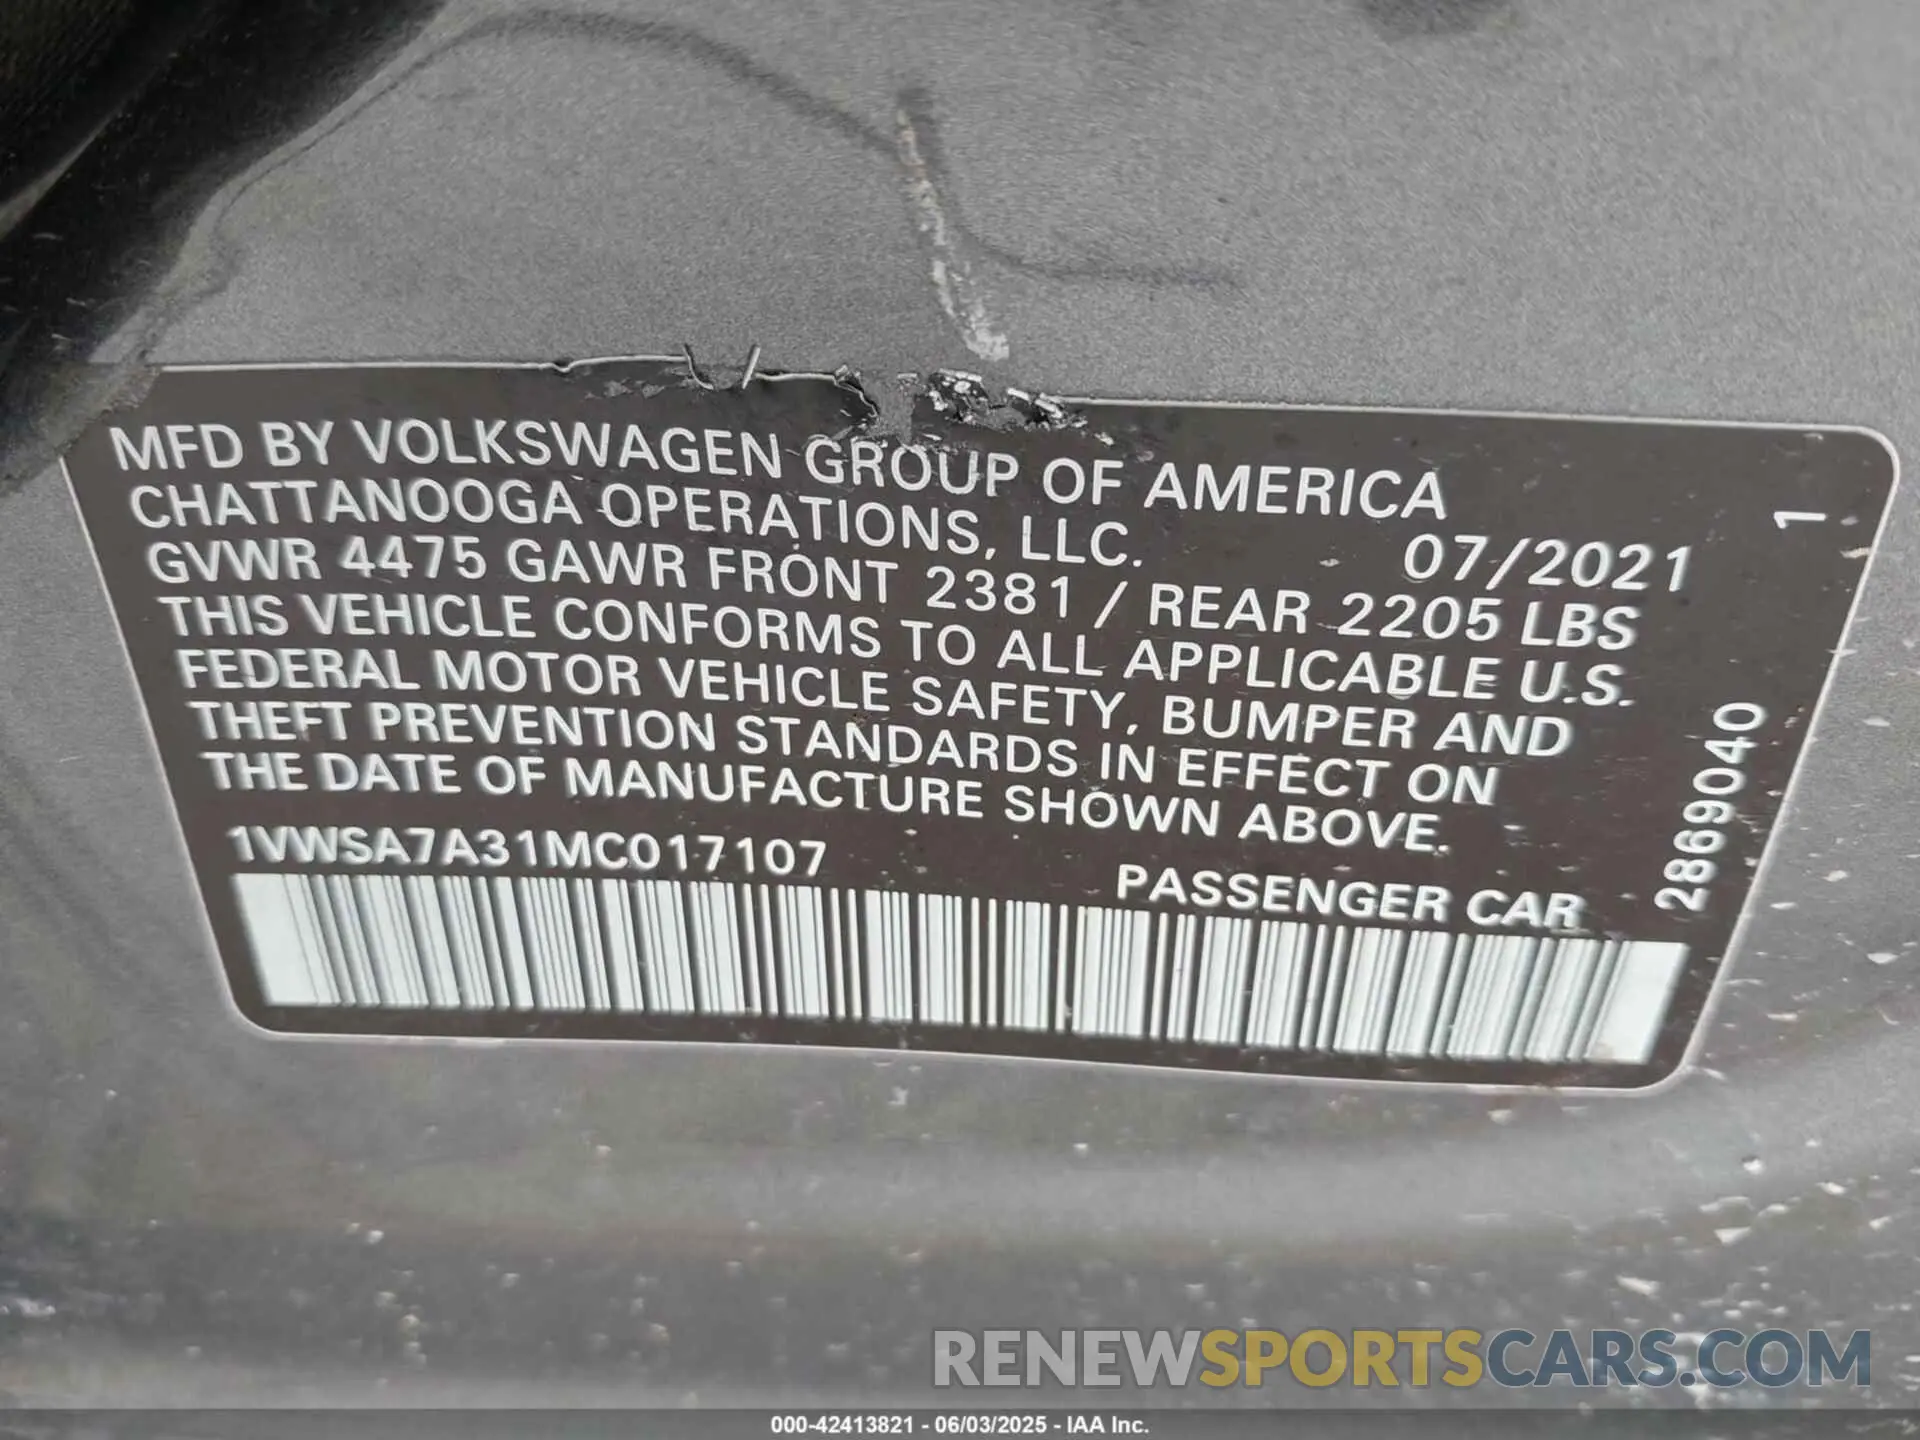 MFD BY VOLKSWAGEN GROUP OF AMERICA
CHATTANOOGA OPERATIONS, LLC. 07/2021 1
GVWR 4475 GAWR FRONT 2381 / REAR 2205 LBS
THIS VEHICLE CONFORMS TO ALL APPLICABLE U.S.
FEDERAL MOTOR VEHICLE SAFETY, BUMPER AND
THEFT PREVENTION STANDARDS IN EFFECT ON
THE DATE OF MANUFACTURE SHOWN ABOVE.
1VWSA7A31MC017107
PASSENGER CAR
2869040
RENEWSPORTSCARS.COM
000-42413821 - 06/03/2025 - IAA Inc.